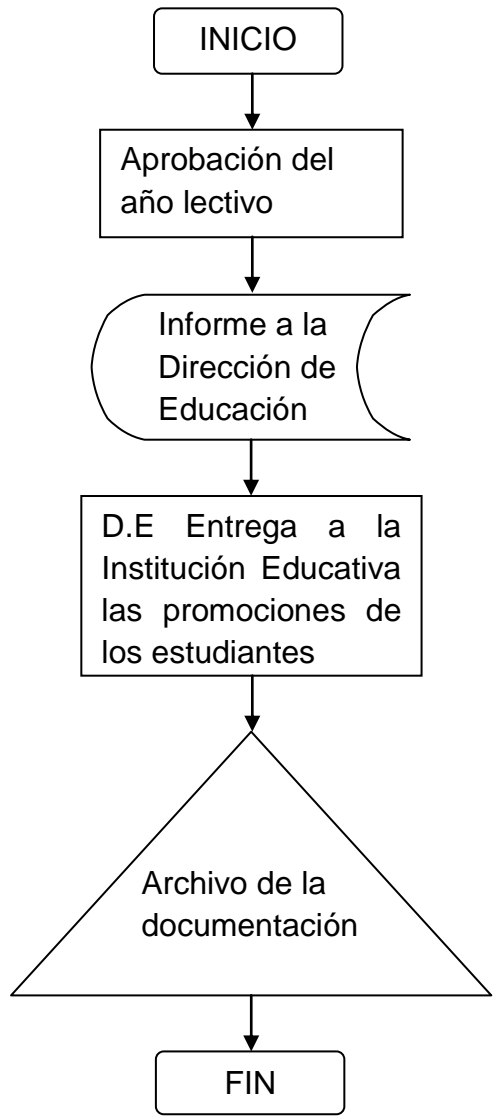 INICIO
Aprobación del
año lectivo
Informe a la
Dirección de
Educación
D.E Entrega a la
Institución Educativa
las promociones de
los estudiantes
Archivo de la
documentación
FIN